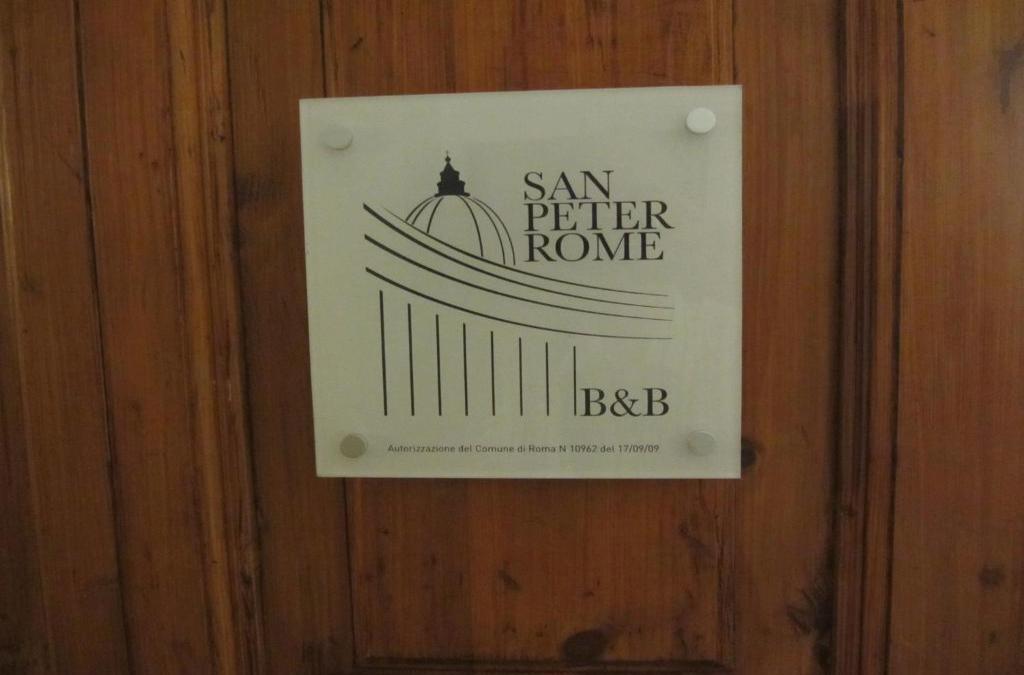 SAN
PETER
ROME
B&B
Autorizzazione del Comune di Roma N 10962 del 17/09/09